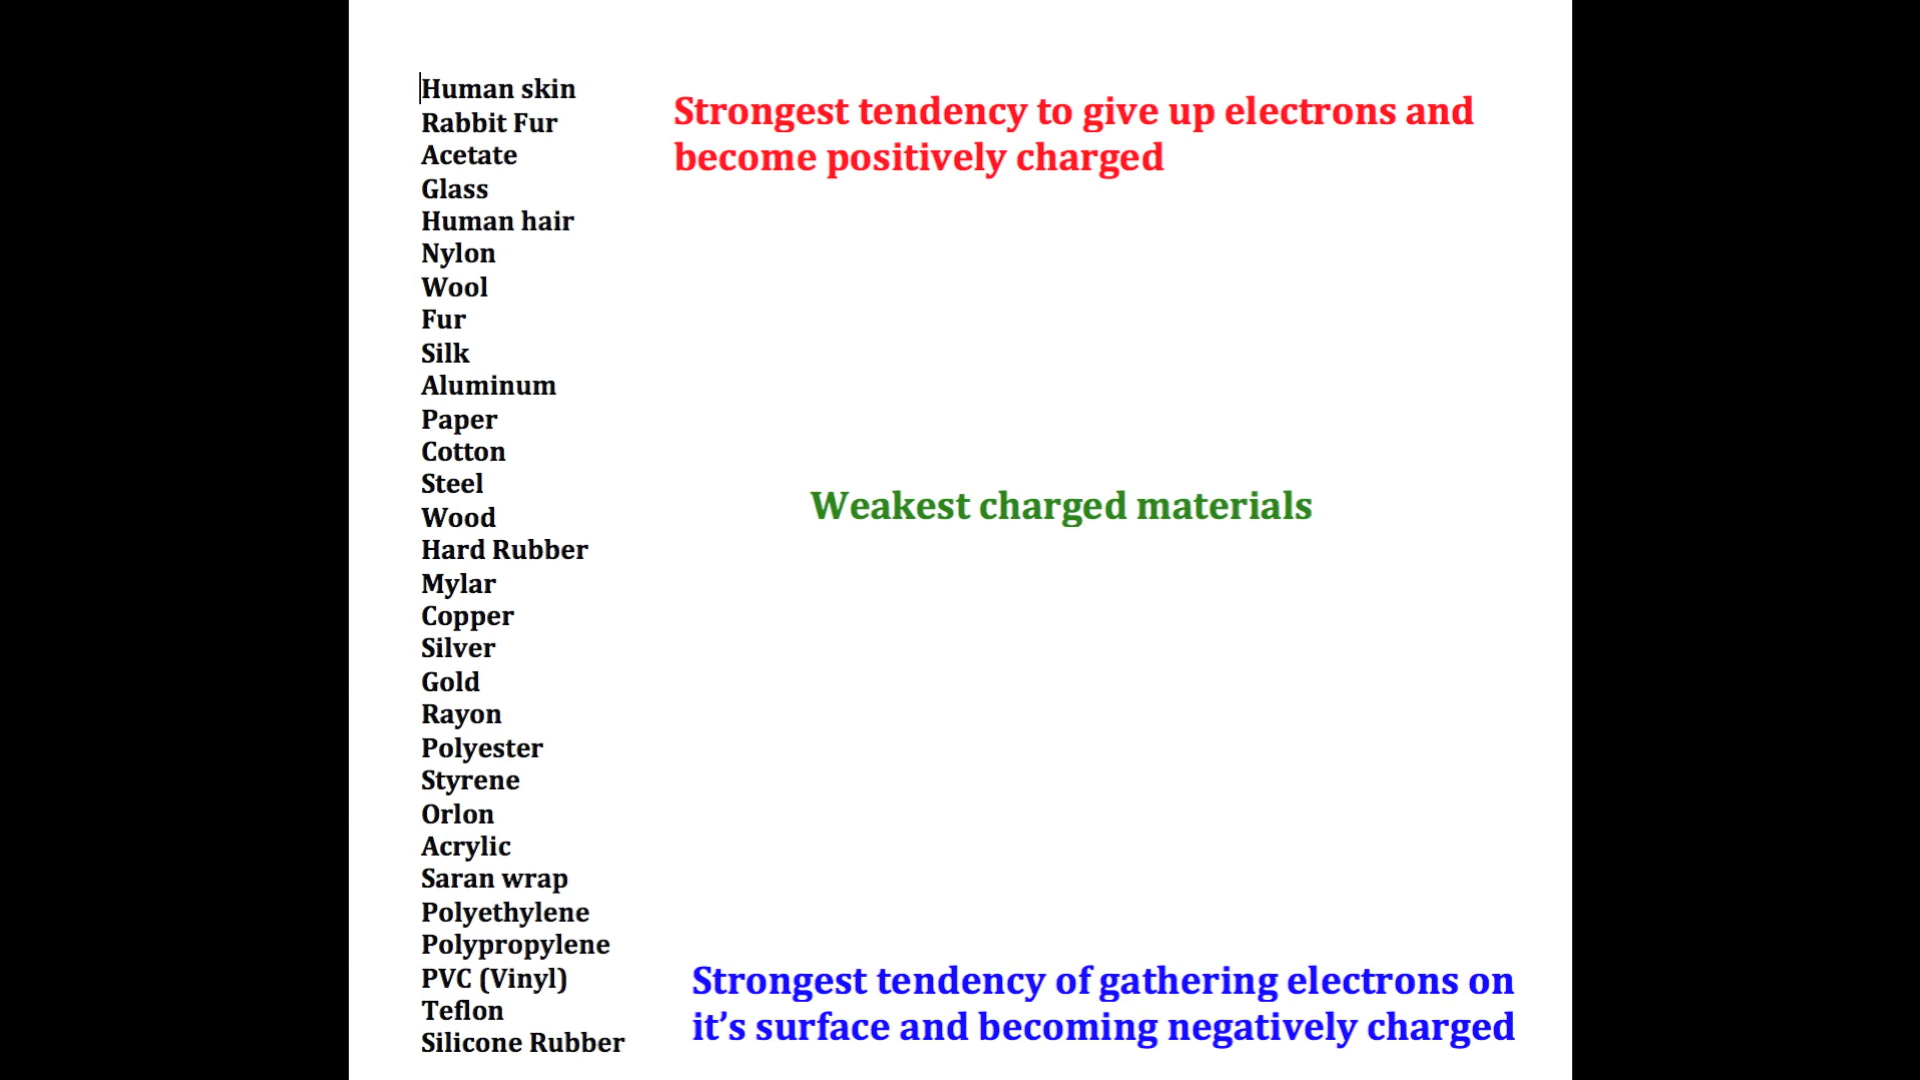 Human skin
Rabbit Fur
Acetate
Glass
Human hair
Nylon
Wool
Fur
Silk
Aluminum
Paper
Cotton
Steel
Wood
Hard Rubber
Mylar
Copper
Silver
Gold
Rayon
Polyester
Styrene
Orlon
Acrylic
Saran wrap
Polyethylene
Polypropylene
PVC (Vinyl)
Teflon
Silicone Rubber
Strongest tendency to give up electrons and
become positively charged
Weakest charged materials
Strongest tendency of gathering electrons on
it’s surface and becoming negatively charged